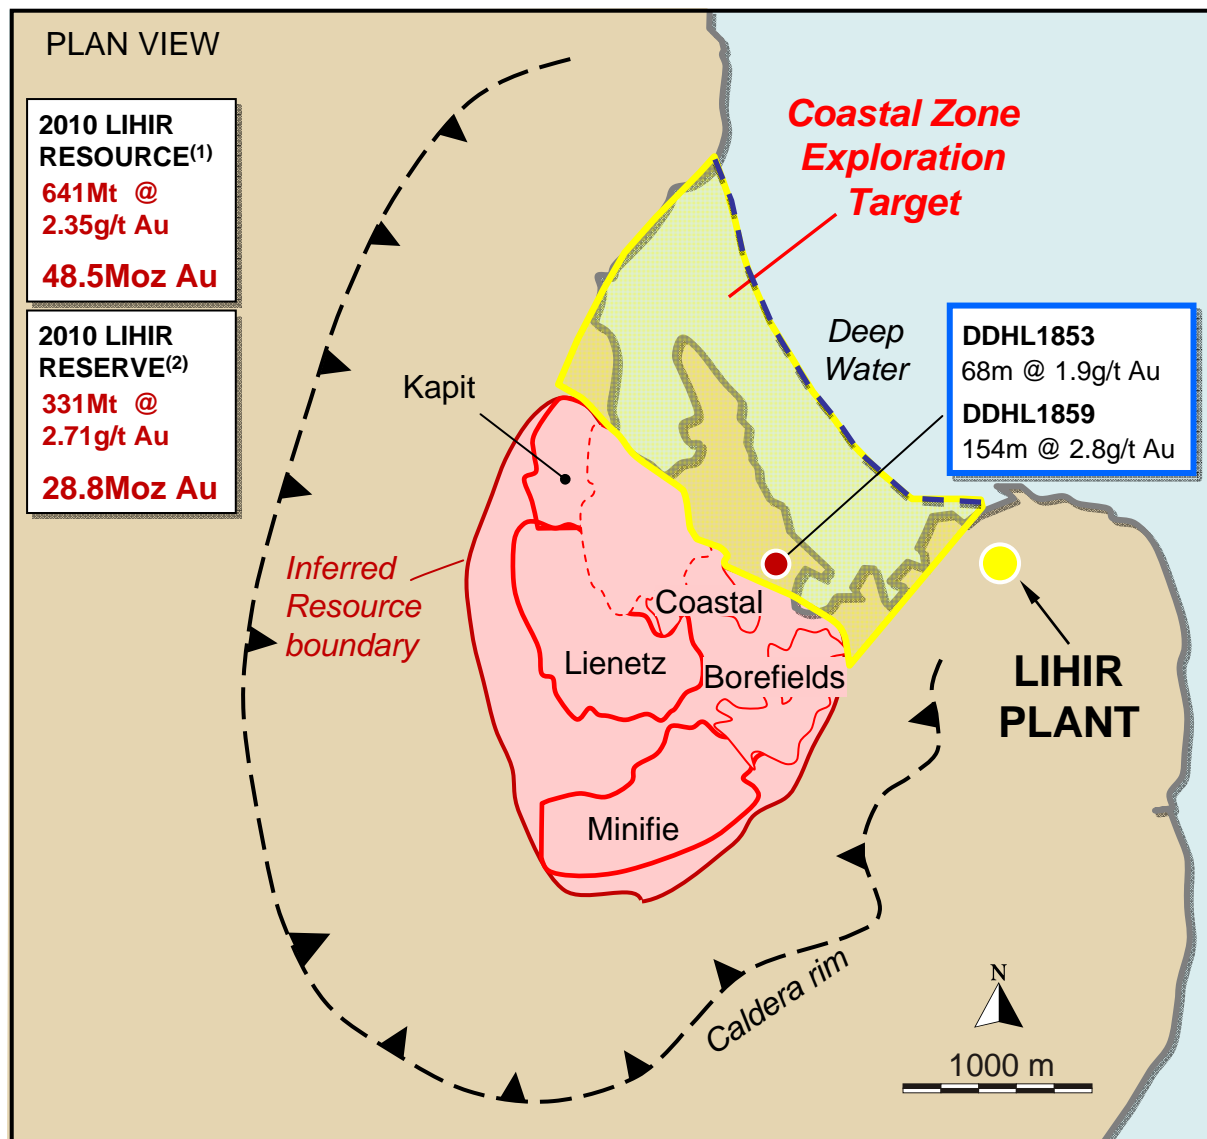 PLAN VIEW
2010 LIHIR
RESOURCE(1)
641Mt @
2.35g/t Au
48.5Moz Au
2010 LIHIR
RESERVE(2)
331Mt @
2.71g/t Au
28.8Moz Au
Coastal Zone
Exploration
Target
Deep
Water
DDHL1853
68m @ 1.9g/t Au
DDHL1859
154m @ 2.8g/t Au
Kapit
Inferred
Resource
boundary
Coastal
Lienetz
Borefields
Minifie
LIHIR
PLANT
Caldera rim
N
1000 m